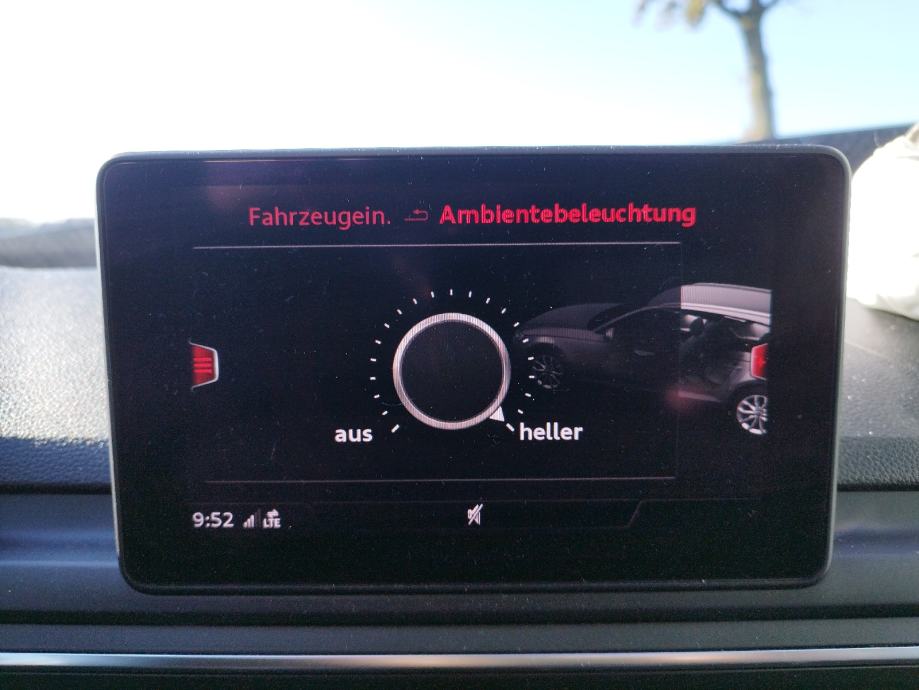 Fahrzeugein. Ambientebeleuchtung
aus heller
9:52 LTE